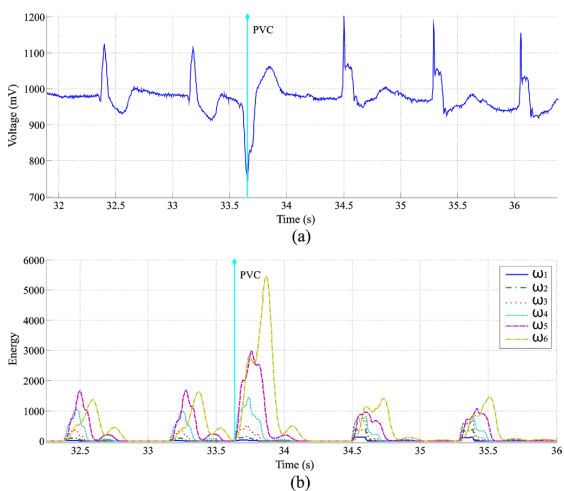 1200
1100
1000
900
800
700
Voltage (mV)
PVC
32 32.5 33 33.5 34 34.5 35 35.5 36
Time (s)
(a)
6000
5000
4000
3000
2000
1000
0
Energy
PVC
ω1
ω2
ω3
ω4
ω5
ω6
32.5 33 33.5 34 34.5 35 35.5 36
Time (s)
(b)